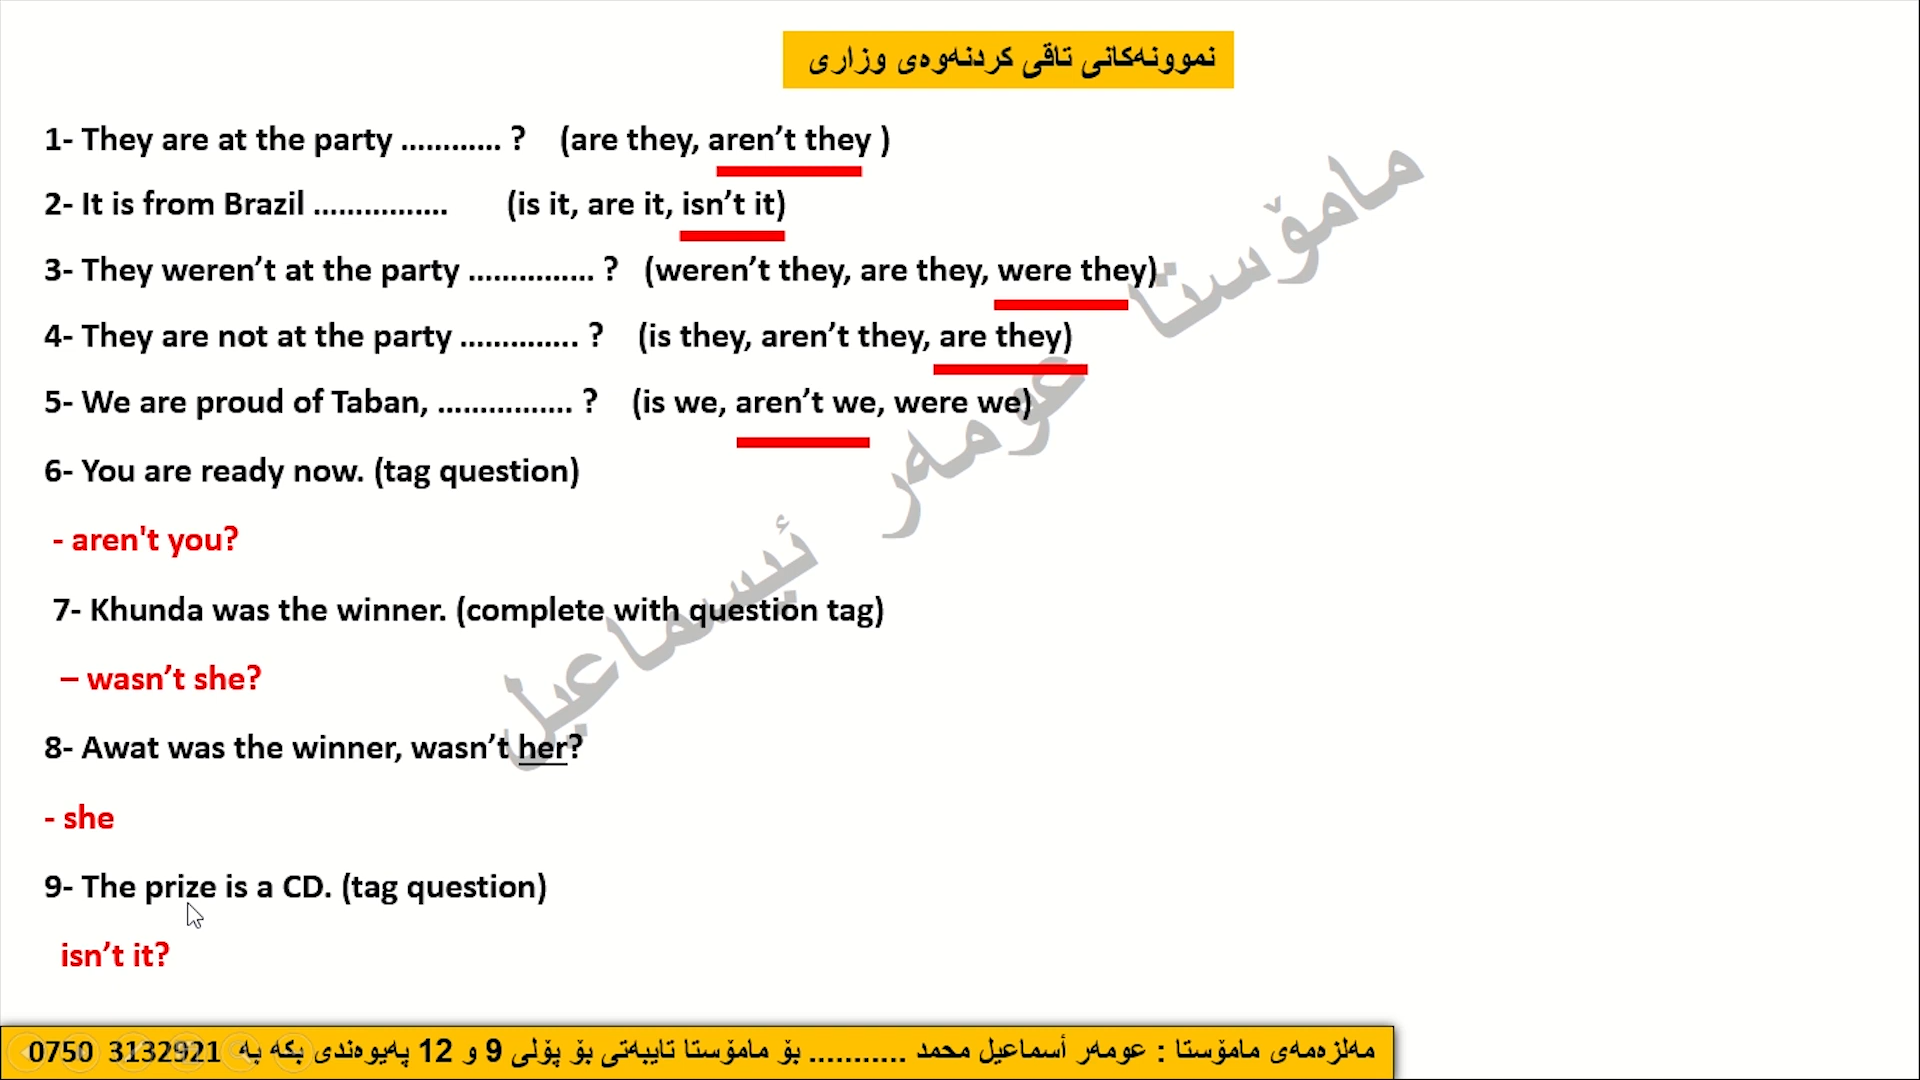 نموونەکانی تاقی کردنەوەی وزاری
1- They are at the party ............ ? (are they, aren’t they )
2- It is from Brazil ................ (is it, are it, isn’t it)
3- They weren’t at the party ............... ? (weren’t they, are they, were they)
4- They are not at the party .............. ? (is they, aren’t they, are they)
5- We are proud of Taban, ................ ? (is we, aren’t we, were we)
6- You are ready now. (tag question)
- aren't you?
7- Khunda was the winner. (complete with question tag)
– wasn’t she?
8- Awat was the winner, wasn’t her?
- she
9- The prize is a CD. (tag question)
isn’t it?
مامۆستا عومەر ئیسماعیل
مەلزەمەی مامۆستا : عومەر أسماعیل محمد ........... بۆ مامۆستا تایبەتی بۆ پۆلی 9 و 12 پەیوەندی بکە بە 3132921 0750